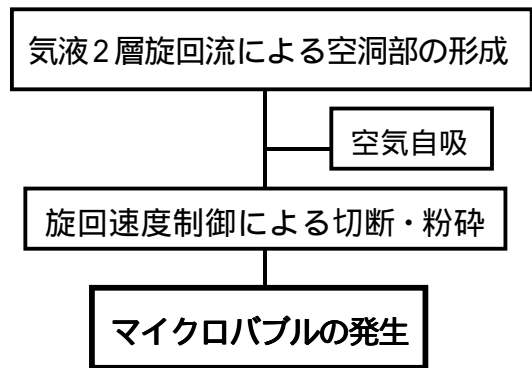 気液2層旋回流による空洞部の形成
空気自吸
旋回速度制御による切断・粉砕
マイクロバブルの発生